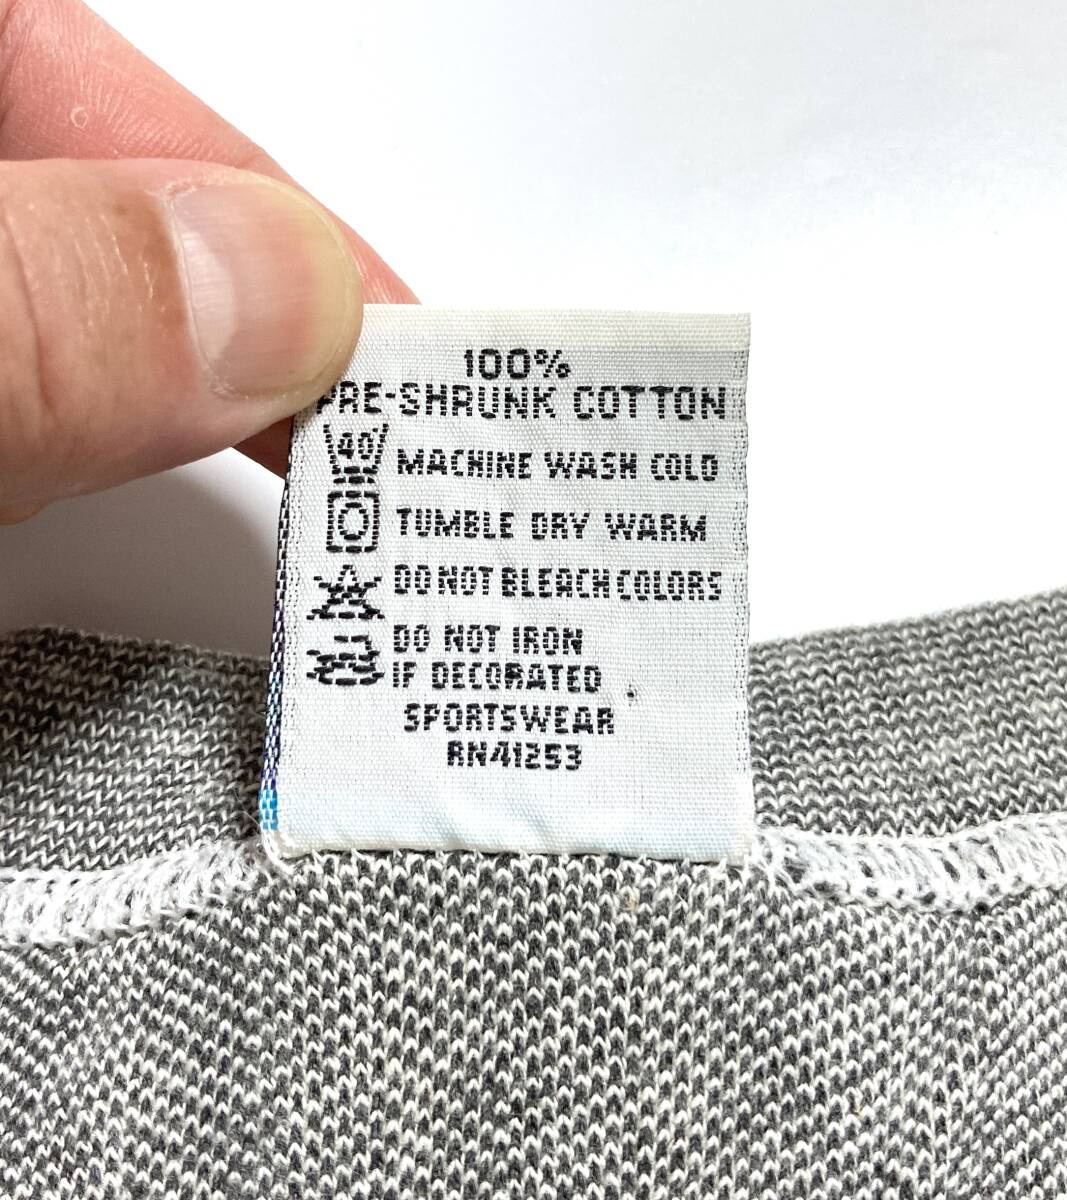 100%
PRE-SHRUNK COTTON
40
MACHINE WASH COLD
TUMBLE DRY WARM
DO NOT BLEACH COLORS
DO NOT IRON
IF DECORATED
SPORTSWEAR
RN41253